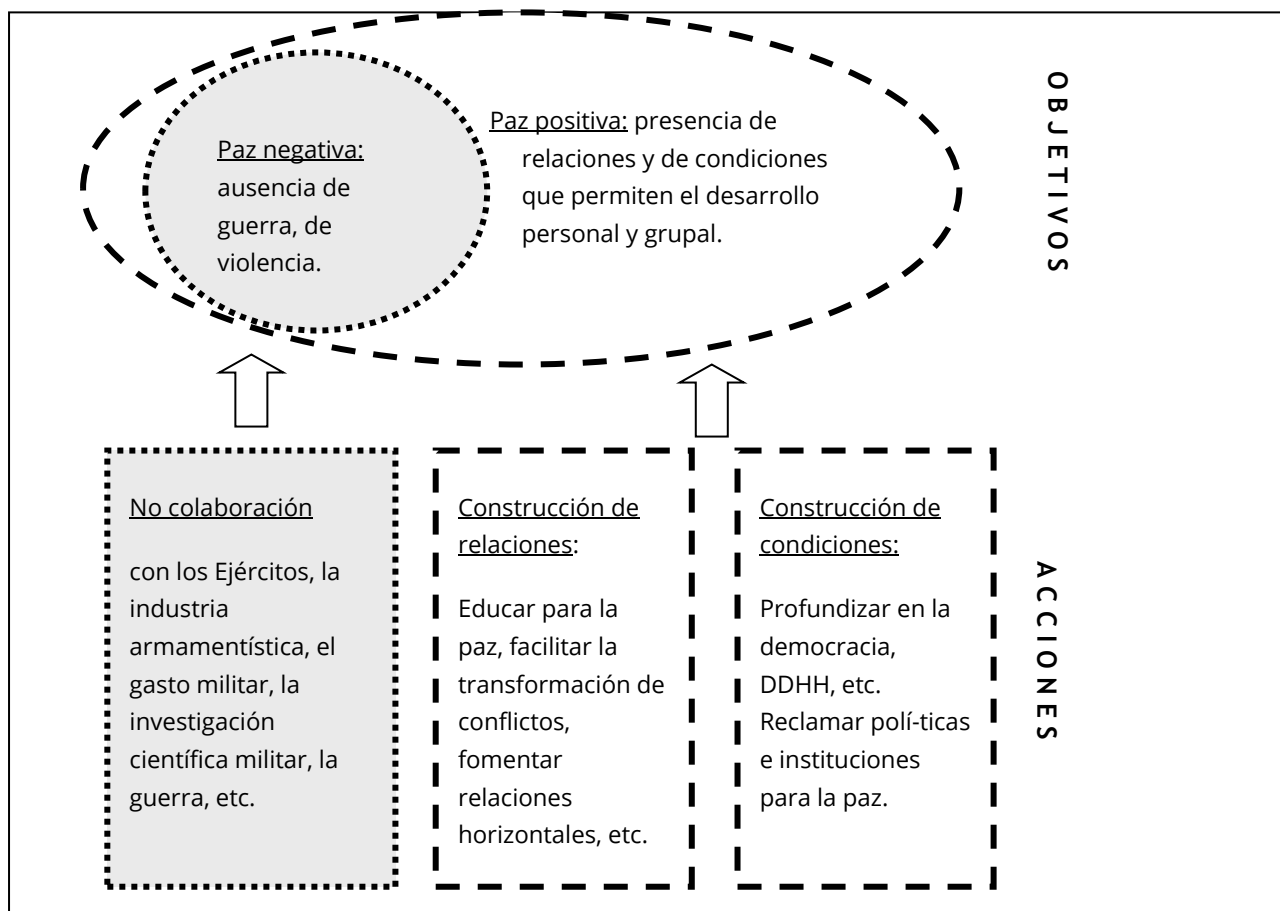 Paz negativa:
ausencia de
guerra, de
violencia.
Paz positiva: presencia de
relaciones y de condiciones
que permiten el desarrollo
personal y grupal.
OBJETIVOS
No colaboración
con los Ejércitos, la
industria
armamentística, el
gasto militar, la
investigación
científica militar, la
guerra, etc.
Construcción de
relaciones:
Educar para la
paz, facilitar la
transformación de
conflictos,
fomentar
relaciones
horizontales, etc.
Construcción de
condiciones:
Profundizar en la
democracia,
DDHH, etc.
Reclamar polí-ticas
e instituciones
para la paz.
ACCIONES